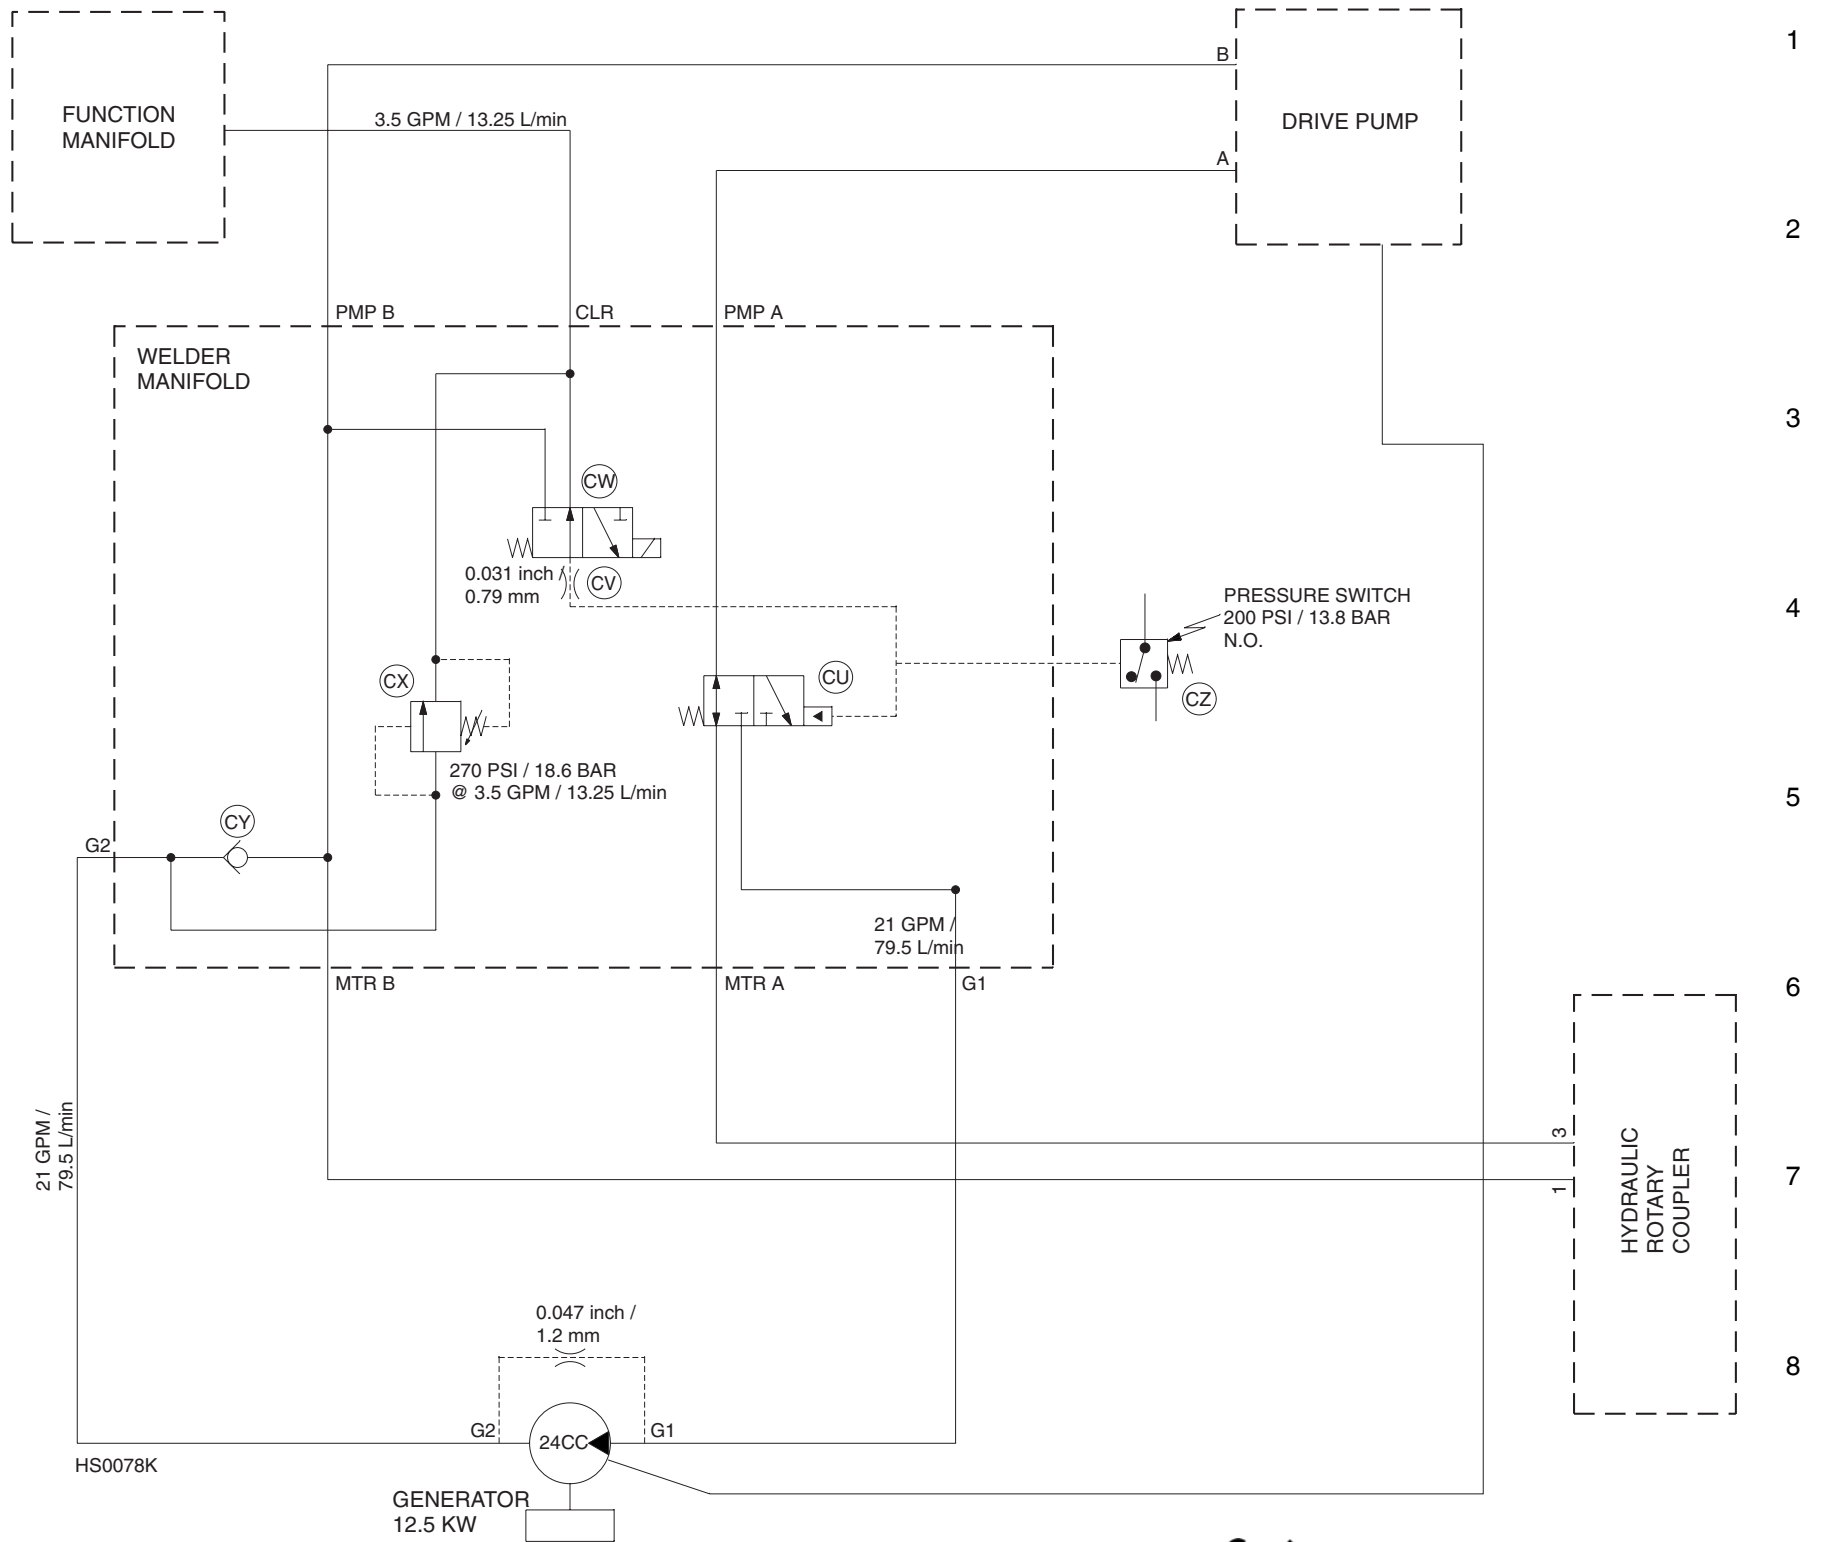 1
B
FUNCTION
MANIFOLD
3.5 GPM / 13.25 L/min
DRIVE PUMP
A
2
PMP B
CLR
PMP A
WELDER
MANIFOLD
3
CW
0.031 inch /
0.79 mm
CV
PRESSURE SWITCH
200 PSI / 13.8 BAR
N.O.
4
CX
CU
CZ
270 PSI / 18.6 BAR
@ 3.5 GPM / 13.25 L/min
5
CY
G2
21 GPM /
79.5 L/min
MTR B
MTR A
G1
6
21 GPM /
79.5 L/min
3
1
HYDRAULIC
ROTARY
COUPLER
7
0.047 inch /
1.2 mm
8
G2
24CC
G1
HS0078K
GENERATOR
12.5 KW